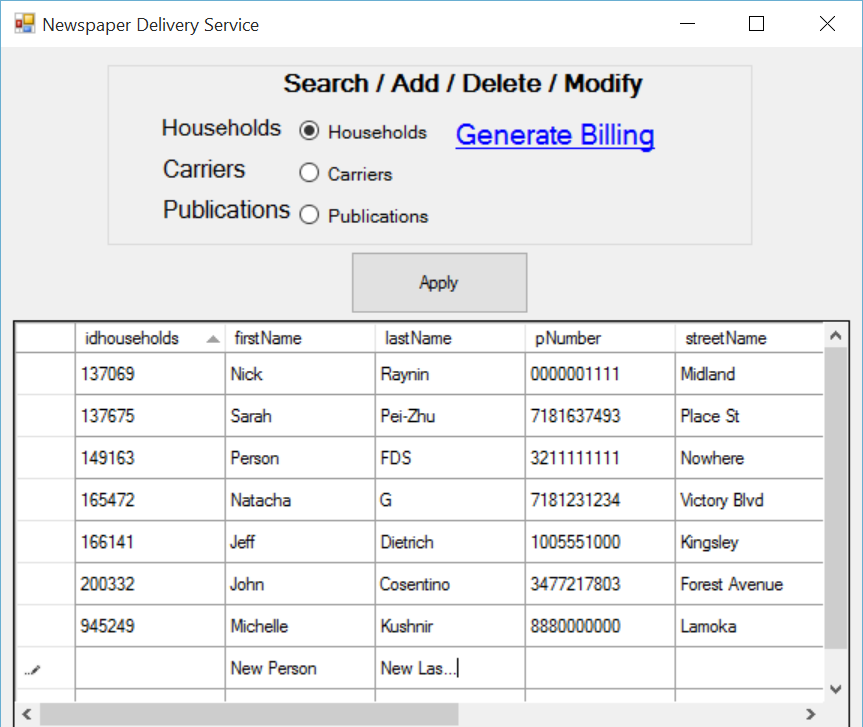 Newspaper Delivery Service
Search / Add / Delete / Modify
Households Households Generate Billing
Carriers Carriers
Publications Publications
Apply
idhouseholds firstName lastName pNumber streetName
137069 Nick Raynin 0000001111 Midland
137675 Sarah Pei-Zhu 7181637493 Place St
149163 Person FDS 3211111111 Nowhere
165472 Natacha G 7181231234 Victory Blvd
166141 Jeff Dietrich 1005551000 Kingsley
200332 John Cosentino 3477217803 Forest Avenue
945249 Michelle Kushnir 8880000000 Lamoka
New Person New Las...